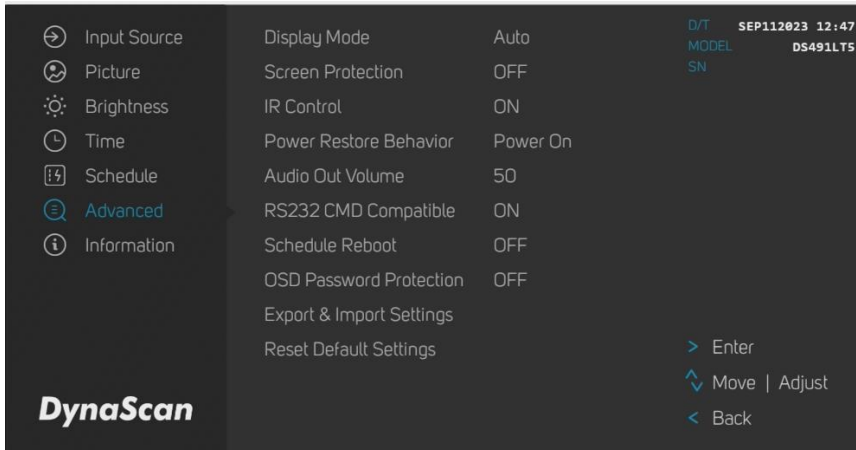 Input Source
Picture
Brightness
Time
Schedule
Advanced
Information
DynaScan
Display Mode Auto
Screen Protection OFF
IR Control ON
Power Restore Behavior Power On
Audio Out Volume 50
RS232 CMD Compatible ON
Schedule Reboot OFF
OSD Password Protection OFF
Export & Import Settings
Reset Default Settings
D/T SEP112023 12:47
MODEL DS491LT5
SN
> Enter
Move | Adjust
< Back